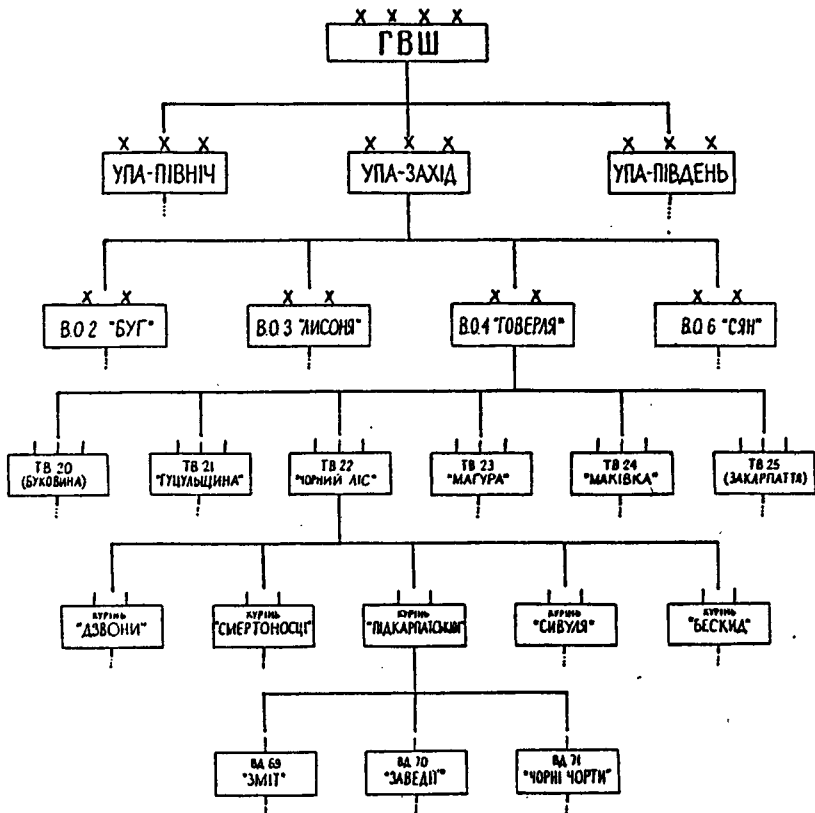 X X X X
ГВШ
X X X
X X X
X X X
УПА-ПІВНІЧ
УПА-ЗАХІД
УПА-ПІВДЕНЬ
X X
X X
X X
X X
В.О 2 "БУГ"
В.О 3 "ЛИСОНЯ"
В.О.4 "ГОВЕРЛЯ"
В.О 6 "СЯН"
ТВ 20
(БУКОВИНА)
ТВ 21
"ГУЦУЛЬЩИНА"
ТВ 22
"ЧОРНИЙ ЛІС"
ТВ 23
"МАГУРА"
ТВ 24
"МАКІВКА"
ТВ 25
(ЗАКАРПАТТЯ)
КУРІНЬ
"ДЗВОНИ"
КУРІНЬ
"СМЕРТОНОСЦІ"
КУРІНЬ
"ПІДКАРПАТСЬКИЙ"
КУРІНЬ
"СИВУЛЯ"
КУРІНЬ
"БЕСКИД"
ВД 69
"ЗМІТ"
ВД 70
"ЗАВЕДІЇ"
ВД 71
"ЧОРНІ ЧОРТИ"